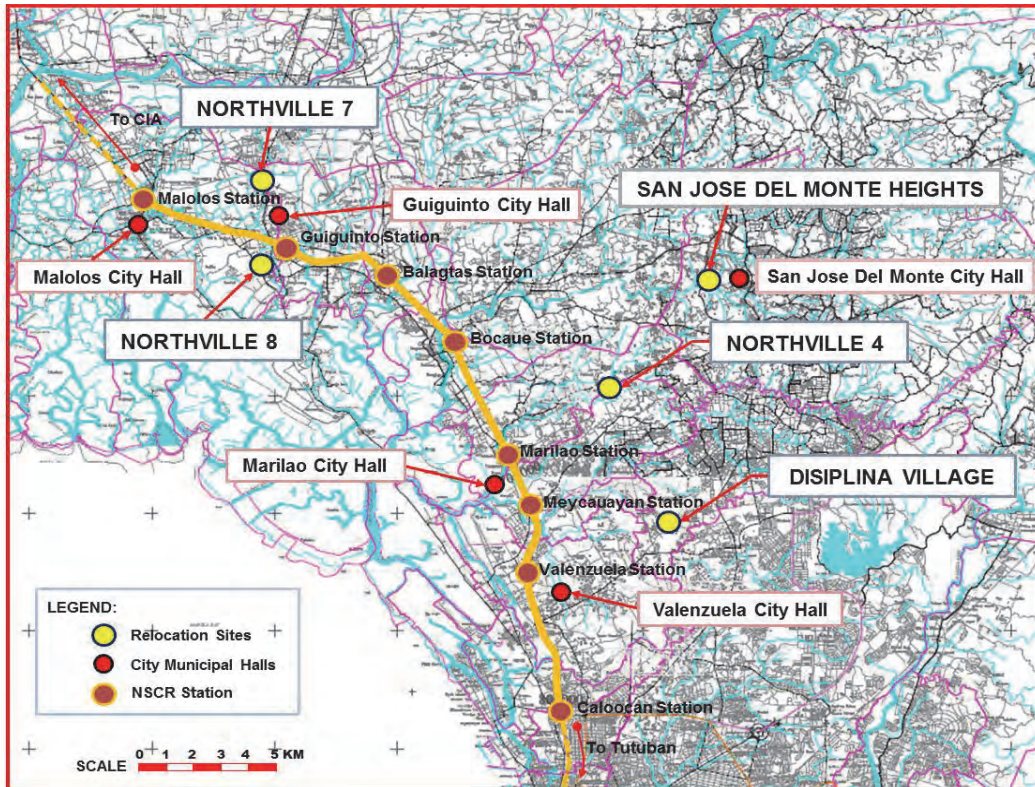 NORTHVILLE 7
To CIA
SAN JOSE DEL MONTE HEIGHTS
Malolos Station
Guiguinto City Hall
Guiguinto Station
Malolos City Hall
Balagtas Station
San Jose Del Monte City Hall
NORTHVILLE 8
Bocaue Station
NORTHVILLE 4
Marilao Station
Marilao City Hall
DISIPLINA VILLAGE
Meycauayan Station
Valenzuela Station
Valenzuela City Hall
LEGEND:
Relocation Sites
City Municipal Halls
NSCR Station
Caloocan Station
To Tutuban
0 1 2 3 4 5 KM
SCALE